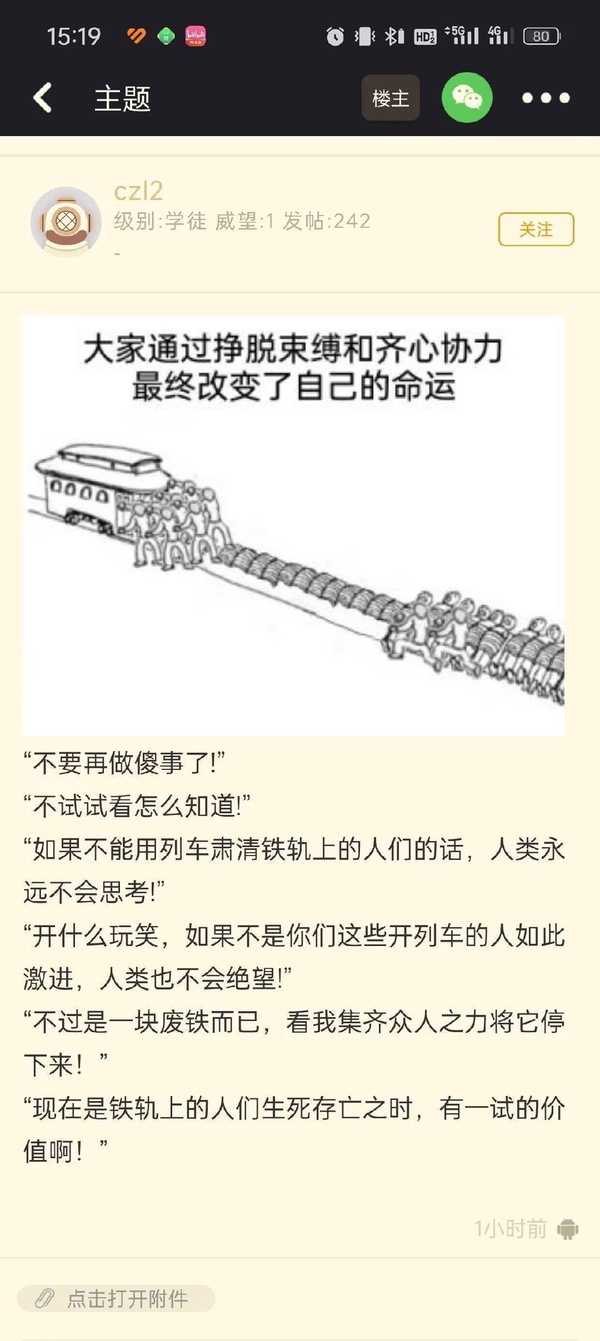 15:19
HD2
5G
4G
80
主题
楼主
czl2
级别:学徒 威望:1 发帖:242
关注
-
大家通过挣脱束缚和齐心协力
最终改变了自己的命运
“不要再做傻事了!”
“不试试看怎么知道!”
“如果不能用列车肃清铁轨上的人们的话，人类永
远不会思考!”
“开什么玩笑，如果不是你们这些开列车的人如此
激进，人类也不会绝望!”
“不过是一块废铁而已，看我集齐众人之力将它停
下来！”
“现在是铁轨上的人们生死存亡之时，有一试的价
值啊！”
1小时前
点击打开附件